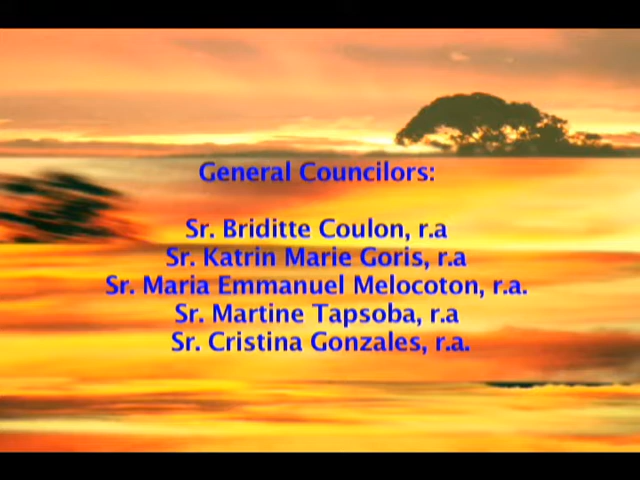 General Councilors:
Sr. Briditte Coulon, r.a
Sr. Katrin Marie Goris, r.a
Sr. Maria Emmanuel Melocoton, r.a.
Sr. Martine Tapsoba, r.a
Sr. Cristina Gonzales, r.a.